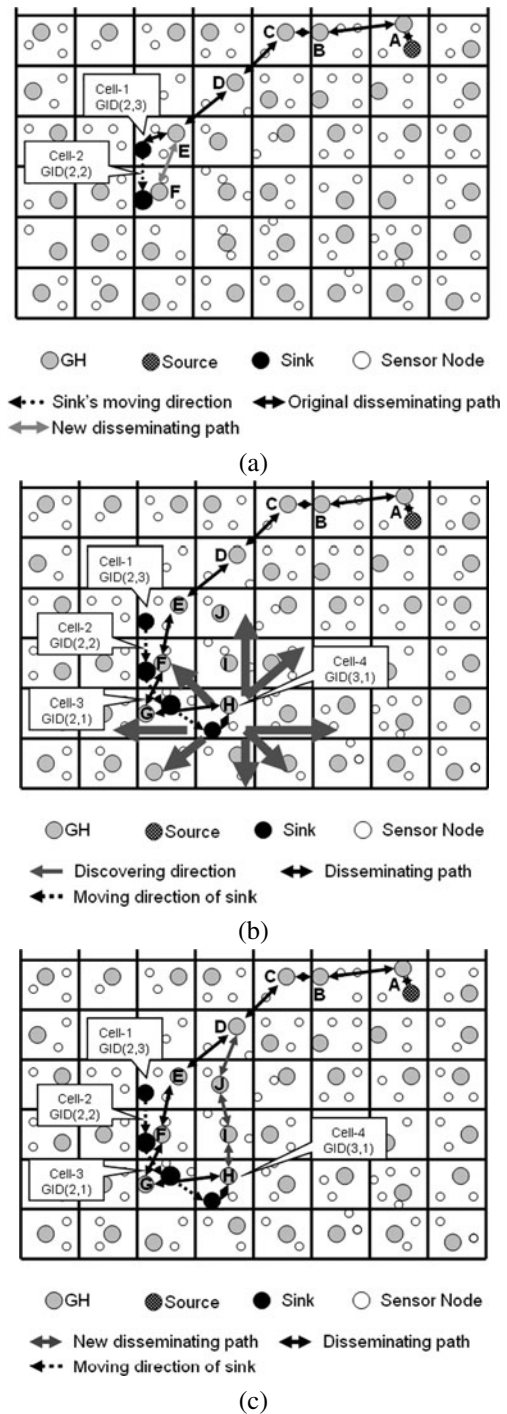 C
B
A
D
Cell-1
GID(2,3)
E
Cell-2
GID(2,2)
F
GH
Source
Sink
Sensor Node
Sink's moving direction
Original disseminating path
New disseminating path
(a)
C
B
A
D
Cell-1
GID(2,3)
E
J
Cell-2
GID(2,2)
F
I
Cell-4
GID(3,1)
Cell-3
GID(2,1)
G
H
GH
Source
Sink
Sensor Node
Discovering direction
Disseminating path
Moving direction of sink
(b)
C
B
A
D
Cell-1
GID(2,3)
E
J
Cell-2
GID(2,2)
F
I
Cell-4
GID(3,1)
Cell-3
GID(2,1)
G
H
GH
Source
Sink
Sensor Node
New disseminating path
Disseminating path
Moving direction of sink
(c)